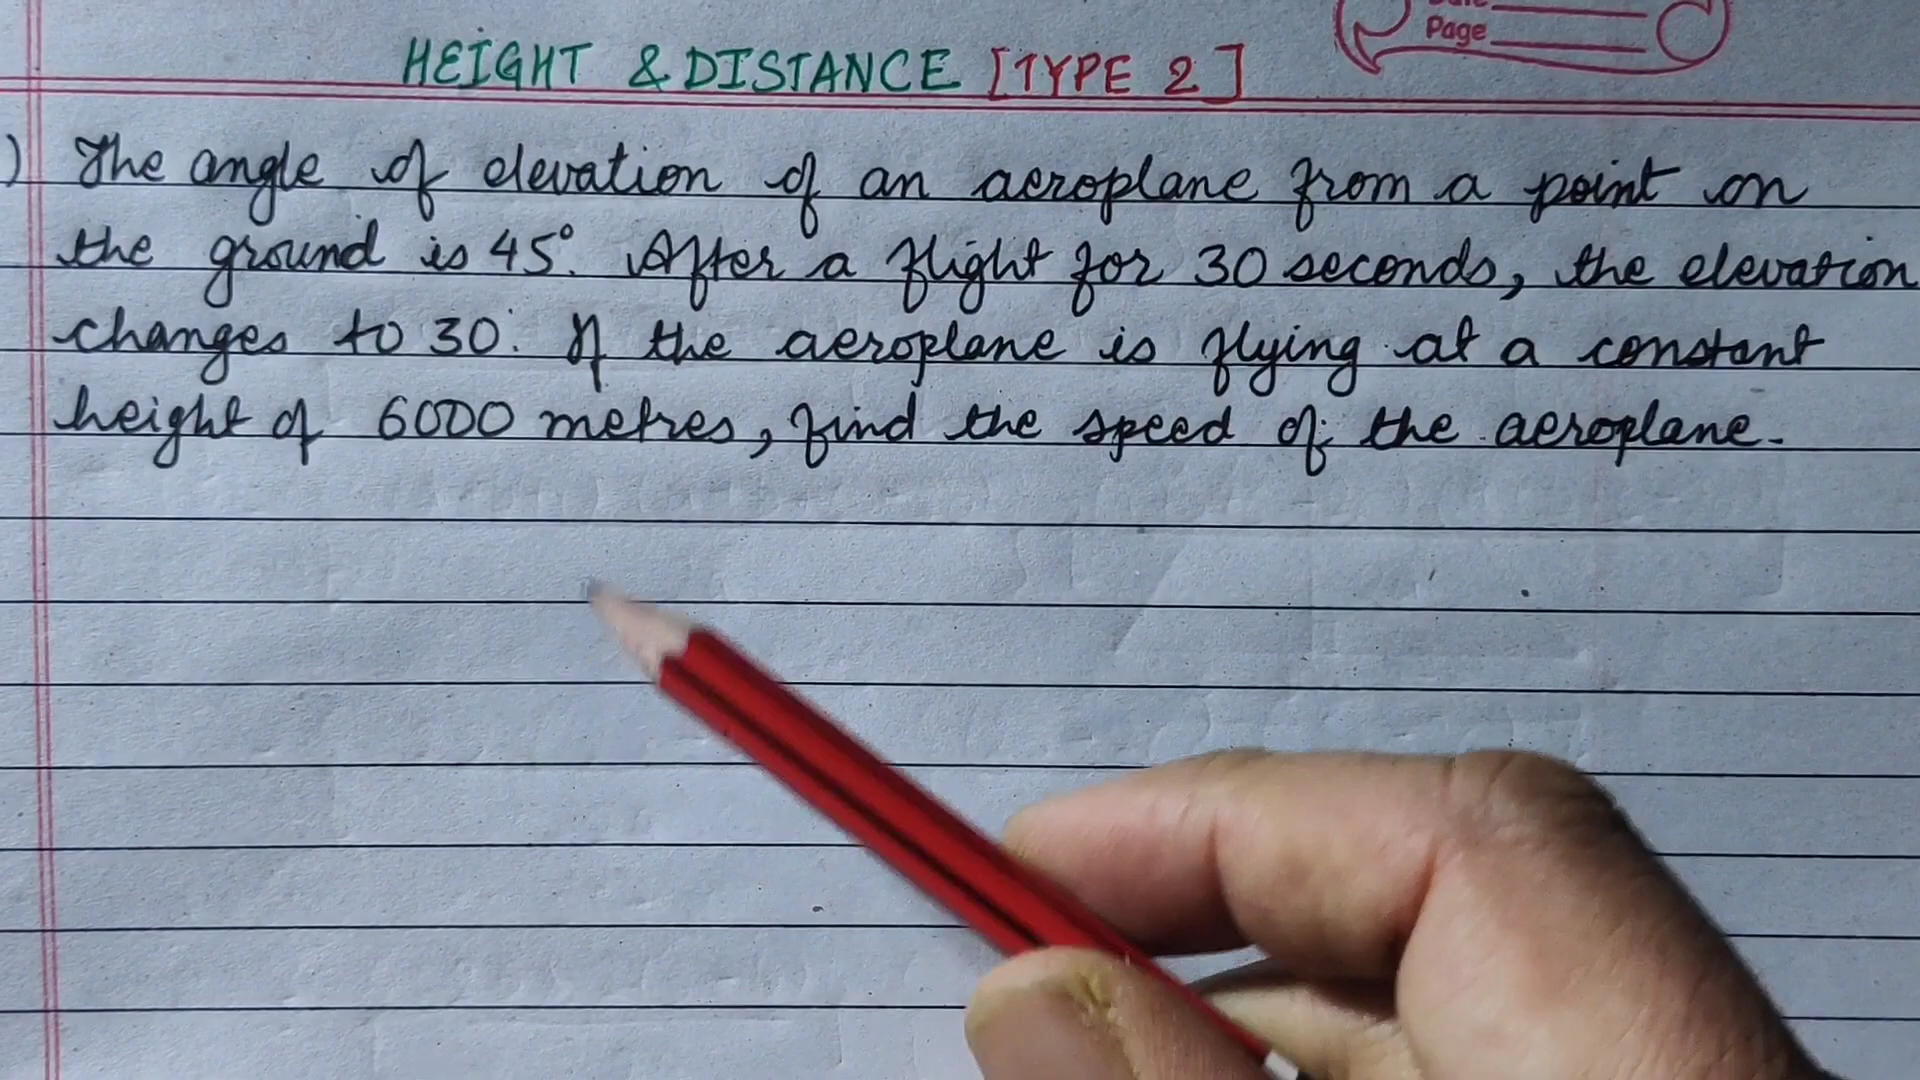 Page
HEIGHT & DISTANCE [TYPE 2]
) The angle of elevation of an aeroplane from a point on
the ground is 45°. After a flight for 30 seconds, the elevation
changes to 30°. If the aeroplane is flying at a constant
height of 6000 metres, find the speed of the aeroplane.